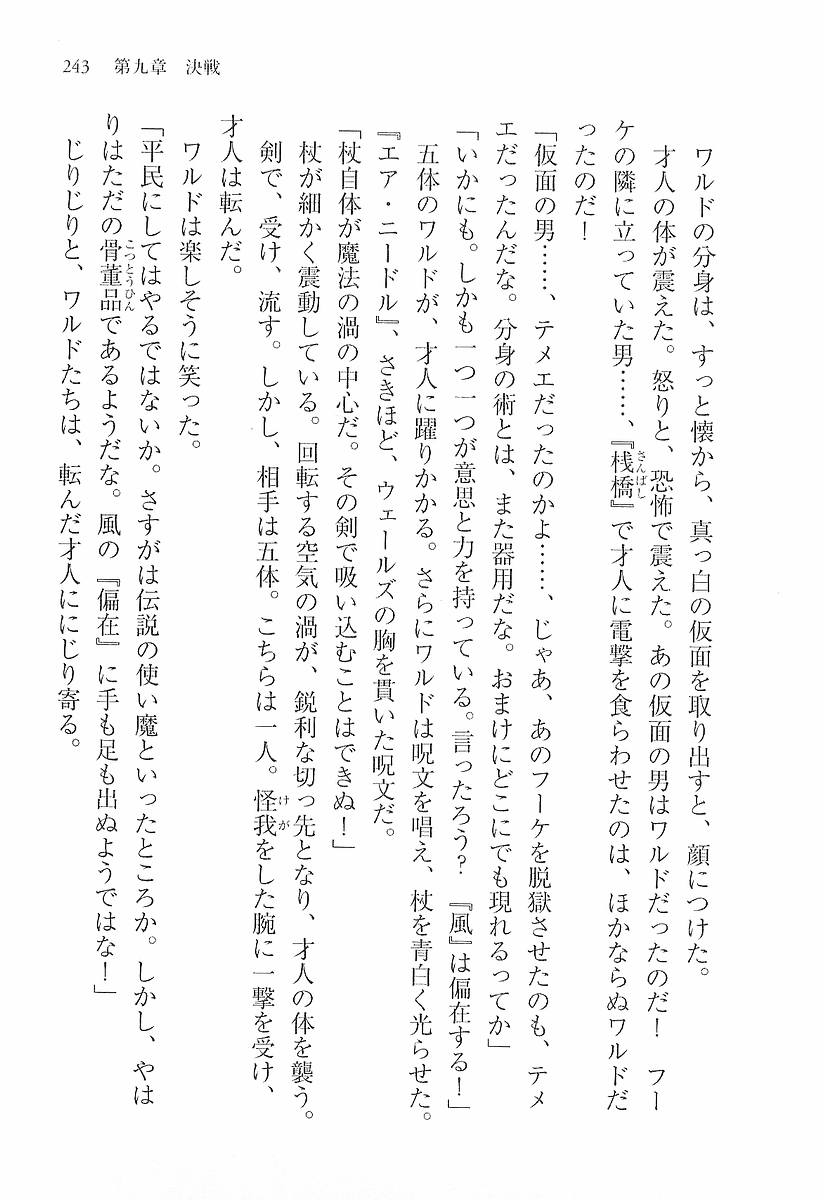 243　第九章　決戦
　ワルドの分身は、すっと懐から、真っ白の仮面を取り出すと、顔につけた。
　才人の体が震えた。怒りと、恐怖で震えた。あの仮面の男はワルドだったのだ！　フー
ケの隣に立っていた男……、『桟橋』で才人に電撃を食らわせたのは、ほかならぬワルドだ
ったのだ！
「仮面の男……、テメエだったのかよ……、じゃあ、あのフーケを脱獄させたのも、テメ
エだったんだな。分身の術とは、また器用だな。おまけにどこにでも現れるってか」
「いかにも。しかも一つ一つが意思と力を持っている。言ったろう？　『風』は偏在する！」
　五体のワルドが、才人に躍りかかる。さらにワルドは呪文を唱え、杖を青白く光らせた。
『エア・ニードル』、さきほど、ウェールズの胸を貫いた呪文だ。
「杖自体が魔法の渦の中心だ。その剣で吸い込むことはできぬ！」
　杖が細かく震動している。回転する空気の渦が、鋭利な切っ先となり、才人の体を襲う。
　剣で、受け、流す。しかし、相手は五体。こちらは一人。怪我をした腕に一撃を受け、
才人は転んだ。
　ワルドは楽しそうに笑った。
「平民にしてはやるではないか。さすがは伝説の使い魔といったところか。しかし、やは
りはただの骨董品であるようだな。風の『偏在』に手も足も出ぬようではな！」
　じりじりと、ワルドたちは、転んだ才人ににじり寄る。
さんばし
けが
こつとうひん